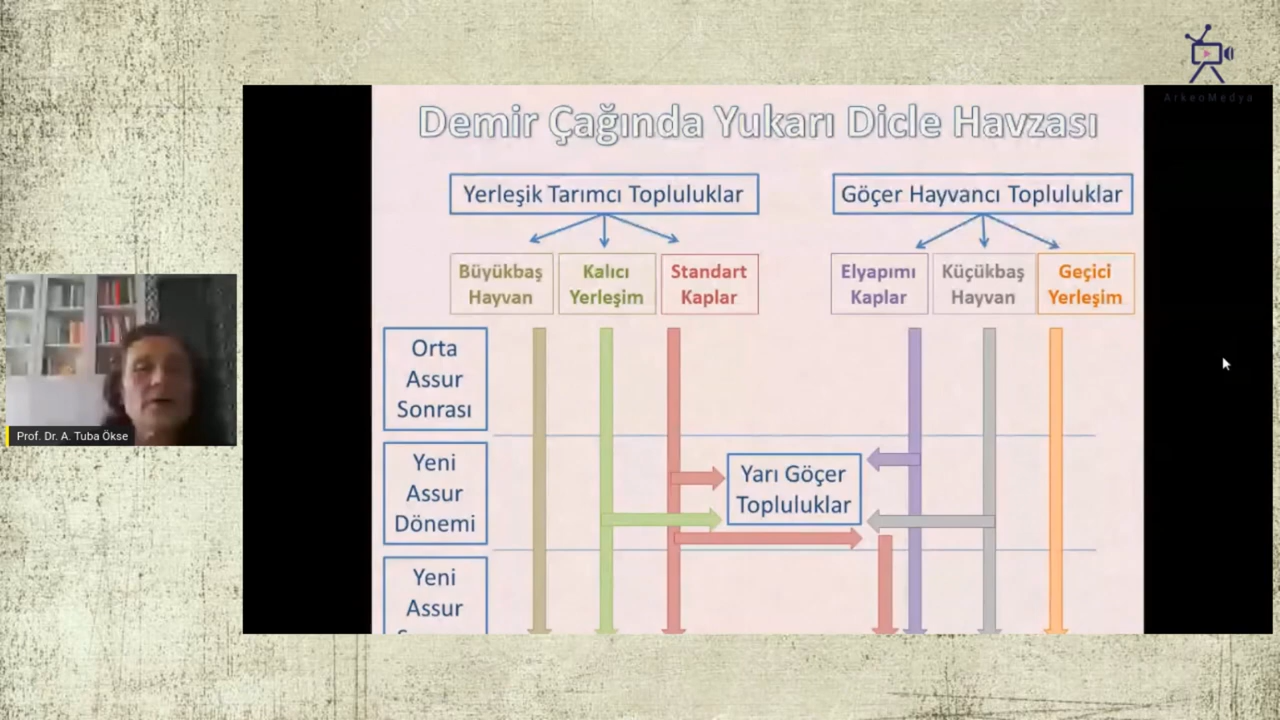 ArkeoMedya
Demir Çağında Yukarı Dicle Havzası
Yerleşik Tarımcı Topluluklar
Göçer Hayvancı Topluluklar
Büyükbaş
Hayvan
Kalıcı
Yerleşim
Standart
Kaplar
Elyapımı
Kaplar
Küçükbaş
Hayvan
Geçici
Yerleşim
Orta
Assur
Sonrası
Yeni
Assur
Dönemi
Yarı Göçer
Topluluklar
Yeni
Assur
Prof. Dr. A. Tuba Ökse